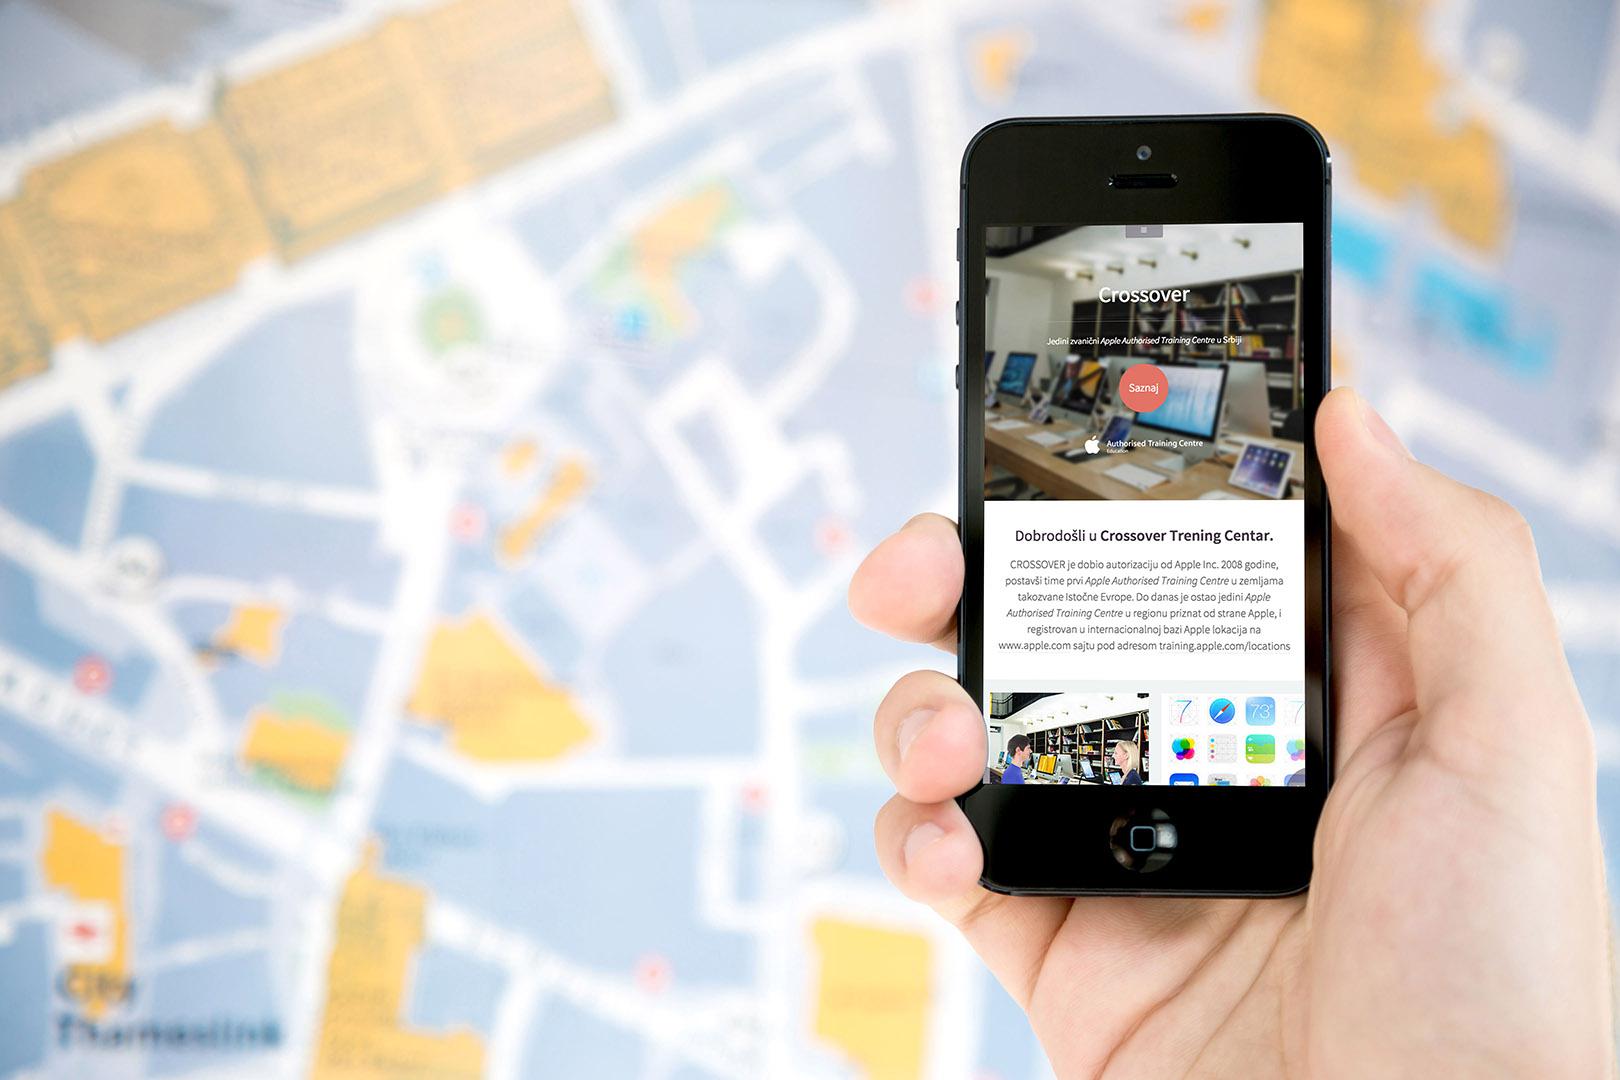 Crossover
Jedini zvanični Apple Authorised Training Centre u Srbiji
Saznaj
Authorised Training Centre
Education
Dobrodošli u Crossover Trening Centar.
CROSSOVER je dobio autorizaciju od Apple Inc. 2008 godine,
postavši time prvi Apple Authorised Training Centre u zemljama
takozvane Istočne Evrope. Do danas je ostao jedini Apple
Authorised Training Centre u regionu priznat od strane Apple, i
registrovan u internacionalnoj bazi Apple lokacija na
www.apple.com sajtu pod adresom training.apple.com/locations
7
73°
7
City
Thameslink